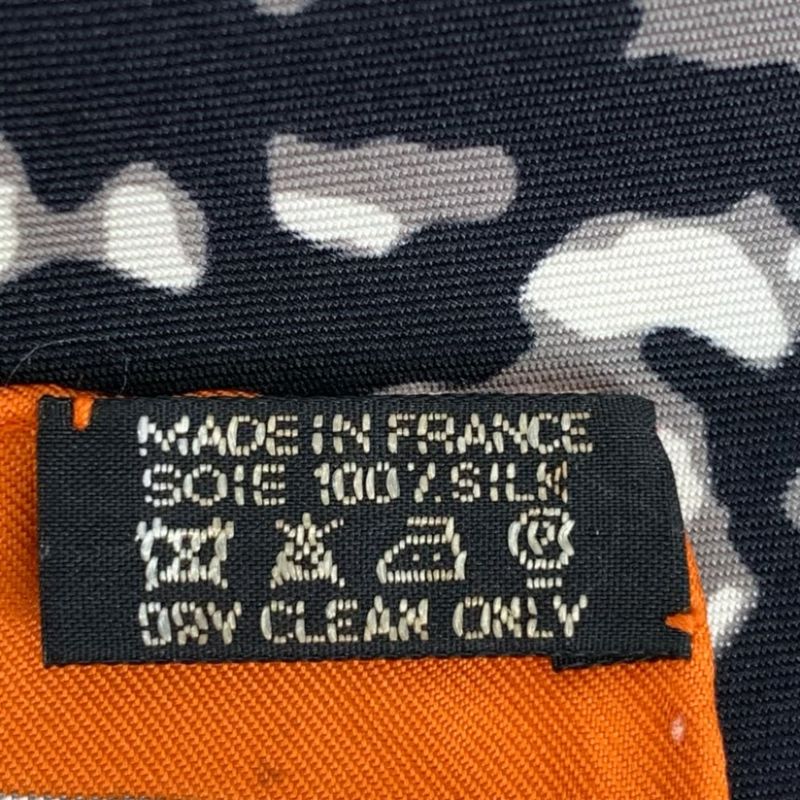 MADE IN FRANCE
SOIE 100% SILK
P
DRY CLEAN ONLY